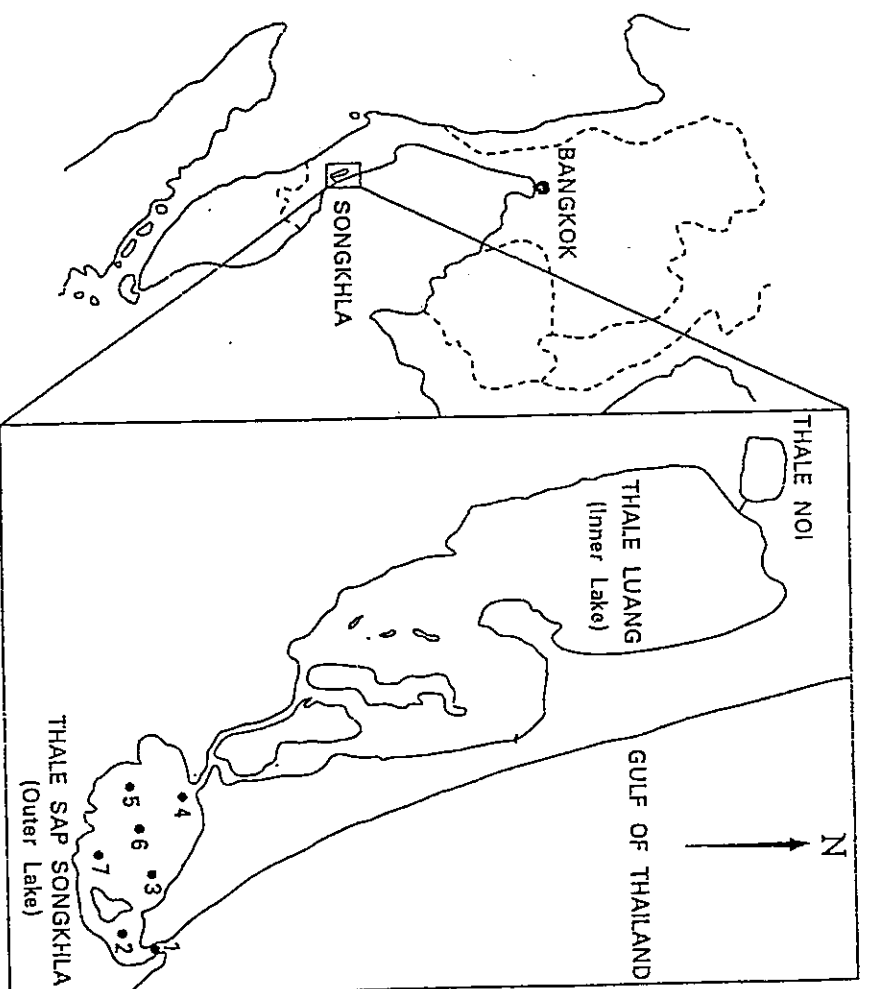 BANGKOK
SONGKHLA
THALE NOI
THALE LUANG
(Inner Lake)
GULF OF THAILAND
N
THALE SAP SONGKHLA
(Outer Lake)
1
2
3
4
5
6
7